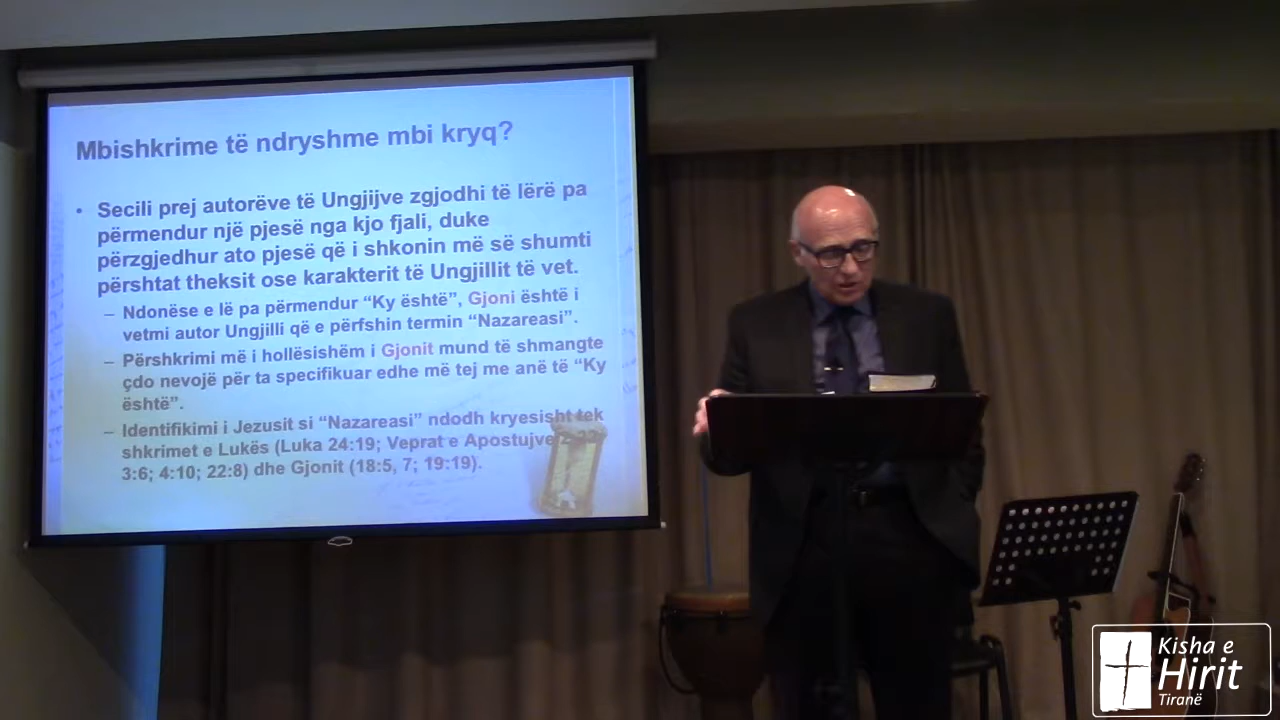 Mbishkrime të ndryshme mbi kryq?
• Secili prej autorëve të Ungjijve zgjodhi të lërë pa
përmendur një pjesë nga kjo fjali, duke
përzgjedhur ato pjesë që i shkonin më së shumti
përshtat theksit ose karakterit të Ungjillit të vet.
– Ndonëse e lë pa përmendur “Ky është”, Gjoni është i
vetmi autor Ungjilli që e përfshin termin “Nazareasi”.
– Përshkrimi më i hollësishëm i Gjonit mund të shmangte
çdo nevojë për ta specifikuar edhe më tej me anë të “Ky
është”.
– Identifikimi i Jezusit si “Nazareasi” ndodh kryesisht tek
shkrimet e Lukës (Luka 24:19; Veprat e Apostujve
3:6; 4:10; 22:8) dhe Gjonit (18:5, 7; 19:19).
Kisha e
Hirit
Tiranë